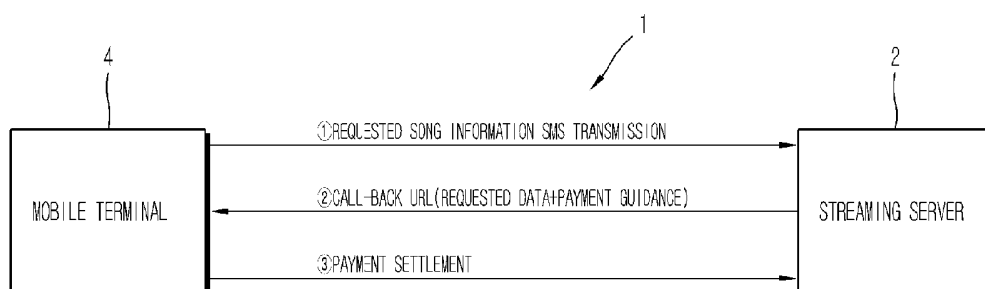 1
4
2
①REQUESTED SONG INFORMATION SMS TRANSMISSION
②CALL-BACK URL(REQUESTED DATA+PAYMENT GUIDANCE)
MOBILE TERMINAL
STREAMING SERVER
③PAYMENT SETTLEMENT